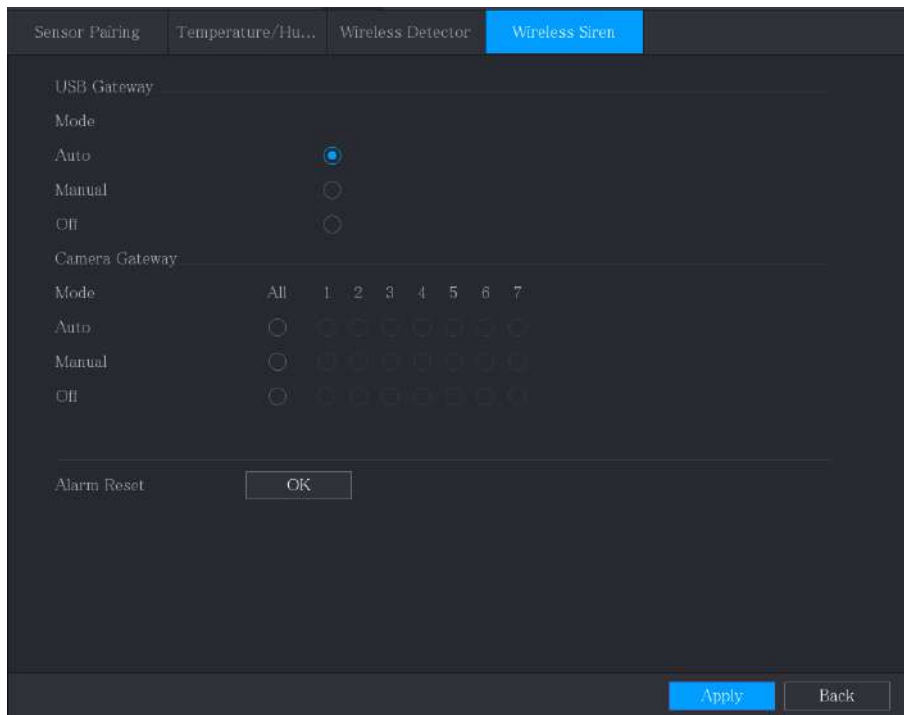 Sensor Pairing Temperature/Hu... Wireless Detector Wireless Siren
USB Gateway
Mode
Auto
Manual
Off
Camera Gateway
Mode All 1 2 3 4 5 6 7
Auto
Manual
Off
Alarm Reset OK
Apply Back